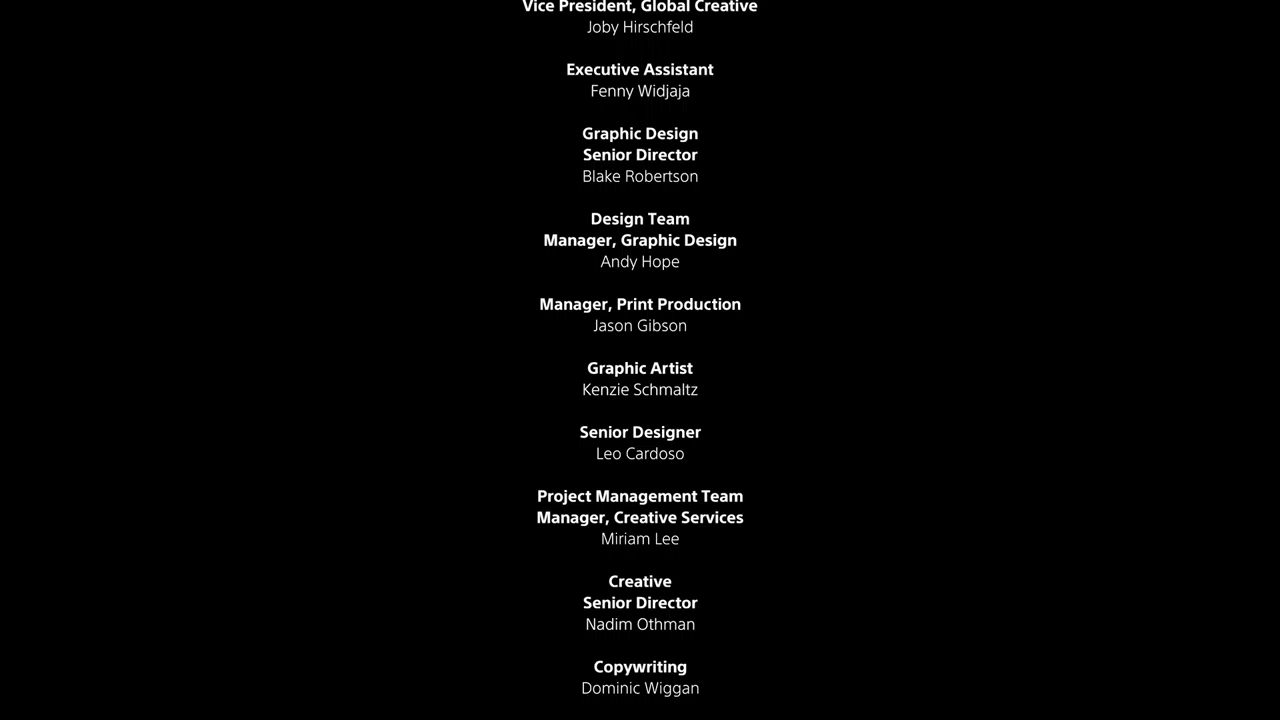 Vice President, Global Creative
Joby Hirschfeld
Executive Assistant
Fenny Widjaja
Graphic Design
Senior Director
Blake Robertson
Design Team
Manager, Graphic Design
Andy Hope
Manager, Print Production
Jason Gibson
Graphic Artist
Kenzie Schmaltz
Senior Designer
Leo Cardoso
Project Management Team
Manager, Creative Services
Miriam Lee
Creative
Senior Director
Nadim Othman
Copywriting
Dominic Wiggan